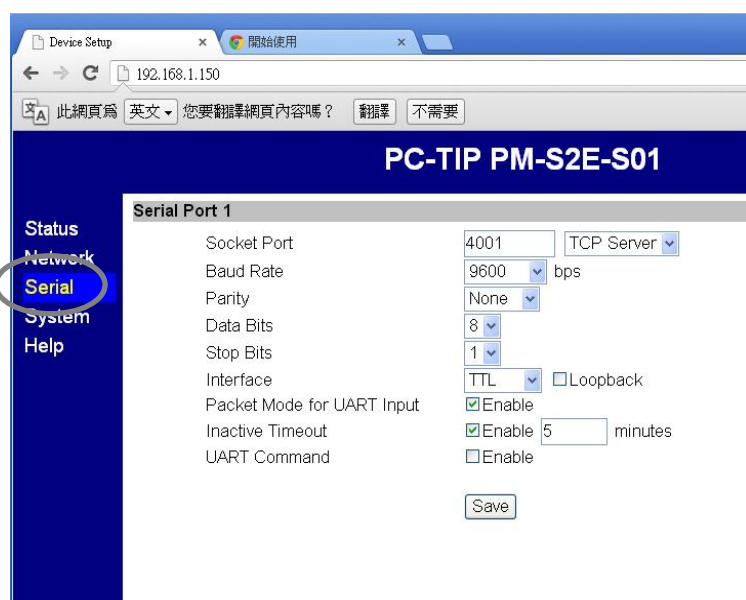 Device Setup
開始使用
192.168.1.150
此網頁為 英文 您要翻譯網頁內容嗎？ 翻譯 不需要
PC-TIP PM-S2E-S01
Status
Network
Serial
System
Help
Serial Port 1
Socket Port 4001 TCP Server
Baud Rate 9600 bps
Parity None
Data Bits 8
Stop Bits 1
Interface TTL Loopback
Packet Mode for UART Input Enable
Inactive Timeout Enable 5 minutes
UART Command Enable
Save